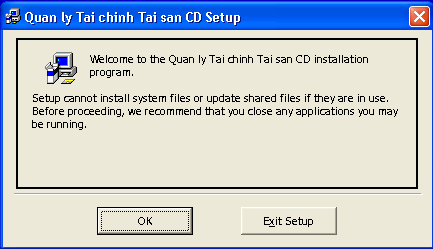 Quan ly Tai chinh Tai san CD Setup
Welcome to the Quan ly Tai chinh Tai san CD installation
program.
Setup cannot install system files or update shared files if they are in use.
Before proceeding, we recommend that you close any applications you may
be running.
OK
Exit Setup